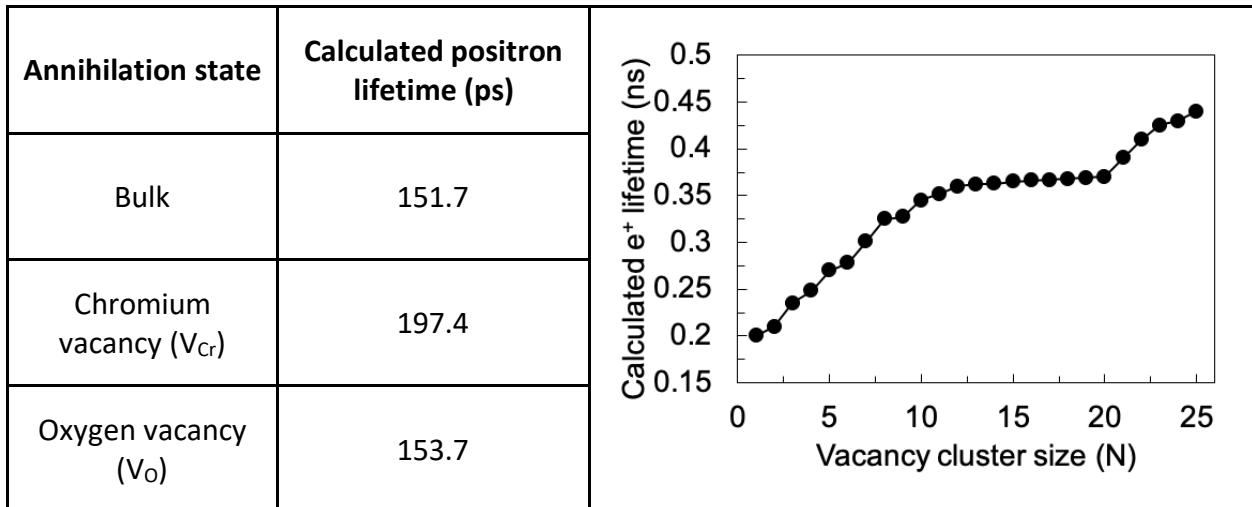 Annihilation state
Calculated positron
lifetime (ps)
Bulk
151.7
Chromium
vacancy (V_Cr)
197.4
Oxygen vacancy
(V_O)
153.7
Calculated e⁺ lifetime (ns)
0.5
0.45
0.4
0.35
0.3
0.25
0.2
0.15
0 5 10 15 20 25
Vacancy cluster size (N)